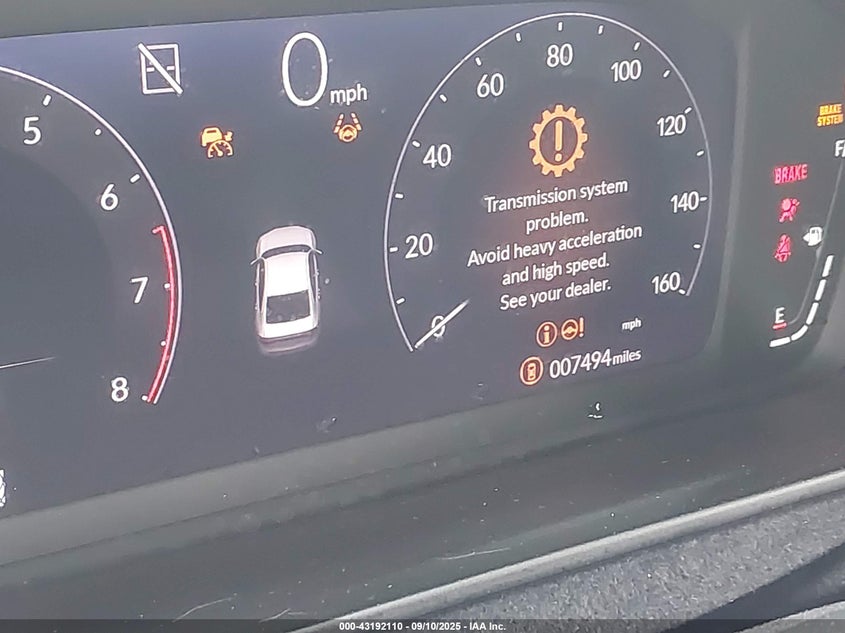 0 mph
5
6
7
8
0
20
40
60
80
100
120
140
160
Transmission system
problem.
Avoid heavy acceleration
and high speed.
See your dealer.
mph
007494 miles
BRAKE
SYSTEM
BRAKE
E
000-43192110 - 09/10/2025 - IAA Inc.